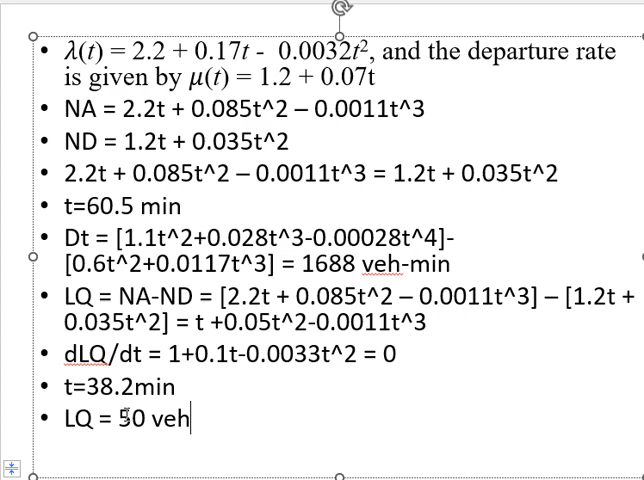 λ(t) = 2.2 + 0.17t - 0.0032t², and the departure rate
is given by μ(t) = 1.2 + 0.07t
NA = 2.2t + 0.085t^2 – 0.0011t^3
ND = 1.2t + 0.035t^2
2.2t + 0.085t^2 – 0.0011t^3 = 1.2t + 0.035t^2
t=60.5 min
Dt = [1.1t^2+0.028t^3-0.00028t^4]-
[0.6t^2+0.0117t^3] = 1688 veh-min
LQ = NA-ND = [2.2t + 0.085t^2 – 0.0011t^3] – [1.2t +
0.035t^2] = t +0.05t^2-0.0011t^3
dLQ/dt = 1+0.1t-0.0033t^2 = 0
t=38.2min
LQ = 50 veh